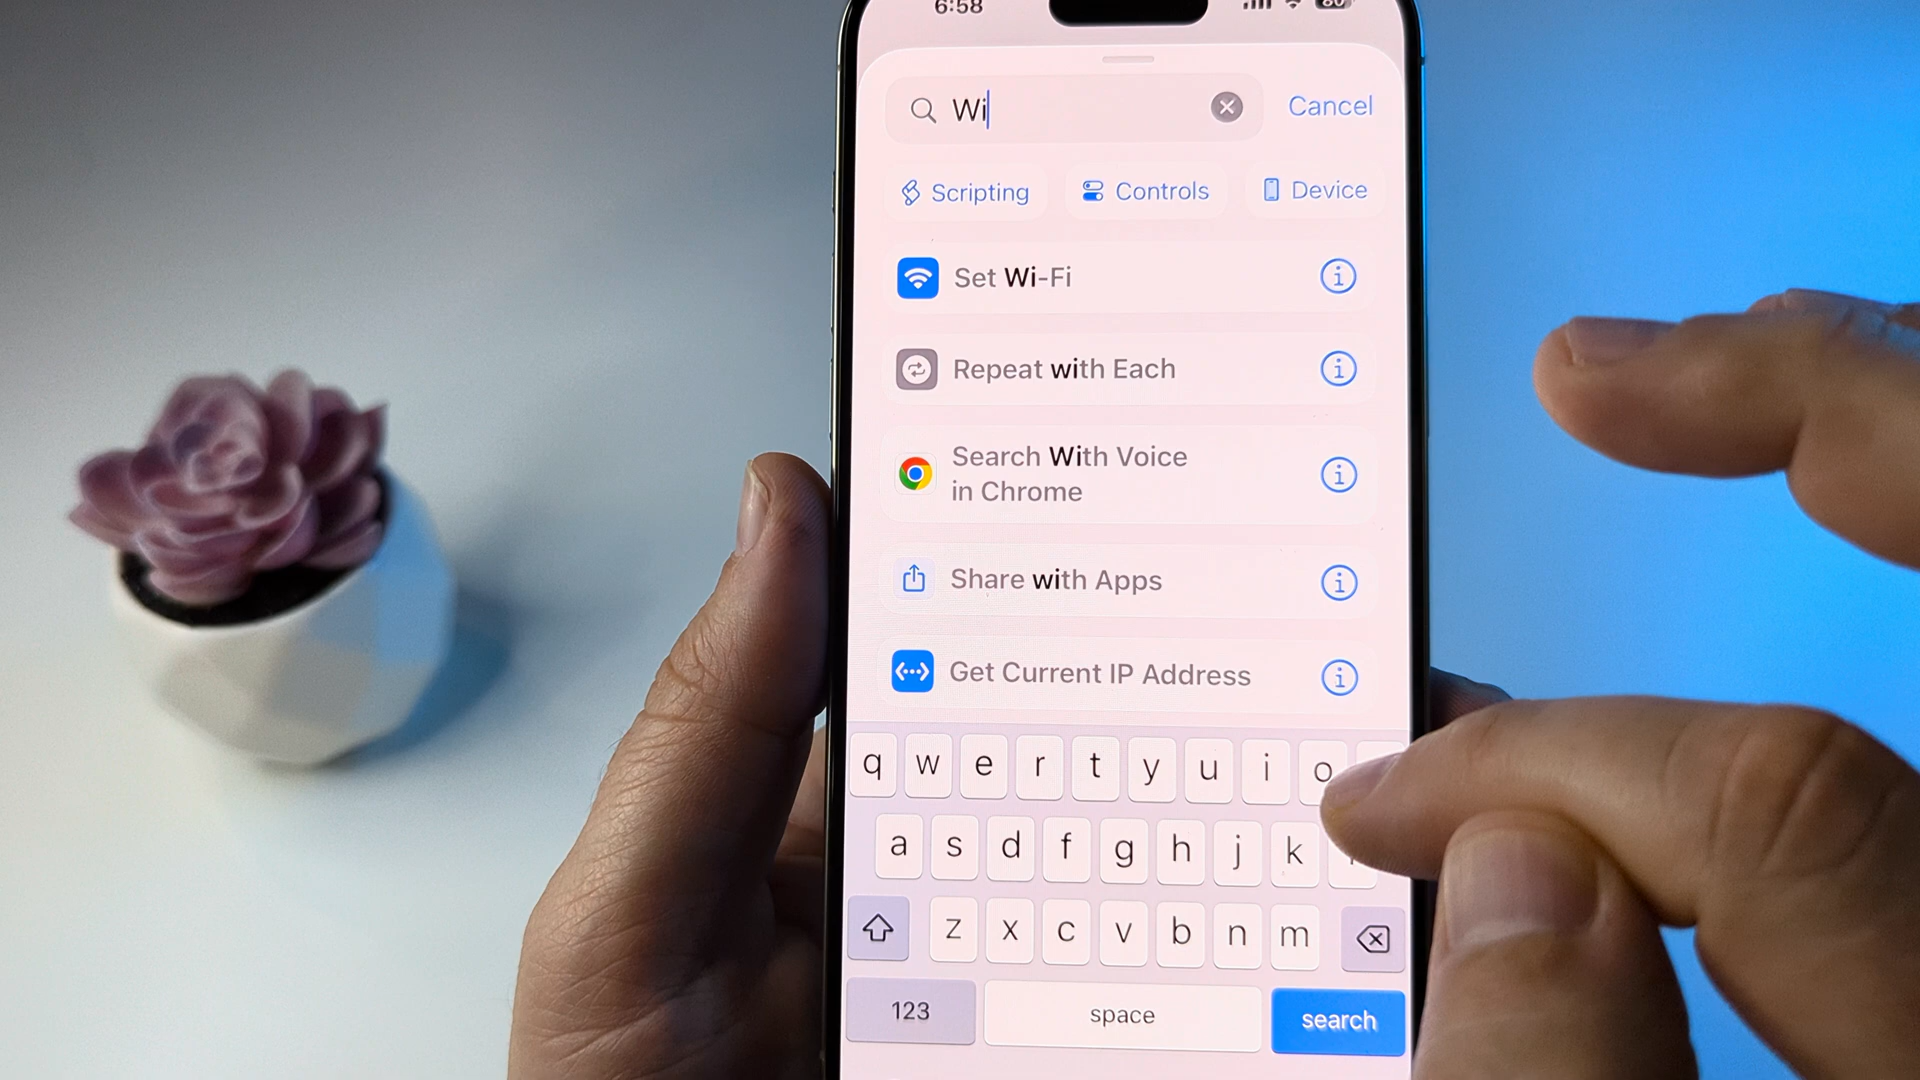 6:58
80
Wi
Cancel
Scripting
Controls
Device
Set Wi-Fi
Repeat with Each
Search With Voice
in Chrome
Share with Apps
Get Current IP Address
q w e r t y u i o
a s d f g h j k
z x c v b n m
123
space
search